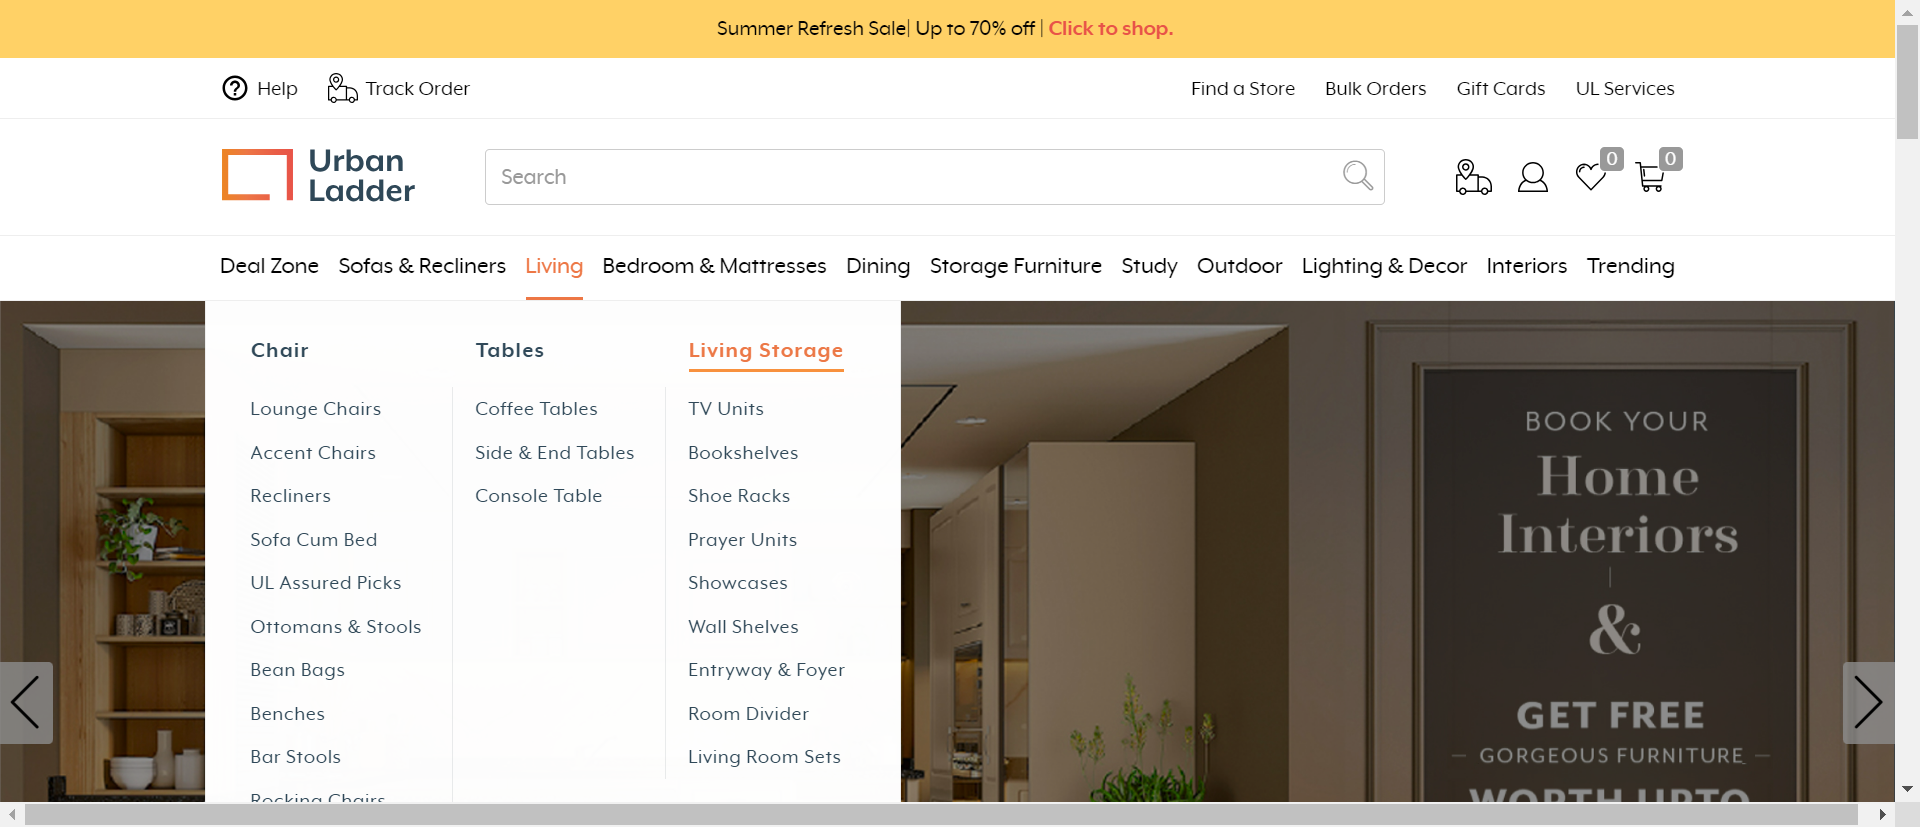 Summer Refresh Sale| Up to 70% off | Click to shop.
Help
Track Order
Find a Store
Bulk Orders
Gift Cards
UL Services
Urban
Ladder
Search
0
0
Deal Zone
Sofas & Recliners
Living
Bedroom & Mattresses
Dining
Storage Furniture
Study
Outdoor
Lighting & Decor
Interiors
Trending
Chair
Lounge Chairs
Accent Chairs
Recliners
Sofa Cum Bed
UL Assured Picks
Ottomans & Stools
Bean Bags
Benches
Bar Stools
Rocking Chairs
Tables
Coffee Tables
Side & End Tables
Console Table
Living Storage
TV Units
Bookshelves
Shoe Racks
Prayer Units
Showcases
Wall Shelves
Entryway & Foyer
Room Divider
Living Room Sets
BOOK YOUR
Home
Interiors
&
GET FREE
GORGEOUS FURNITURE
WORTH UPTO